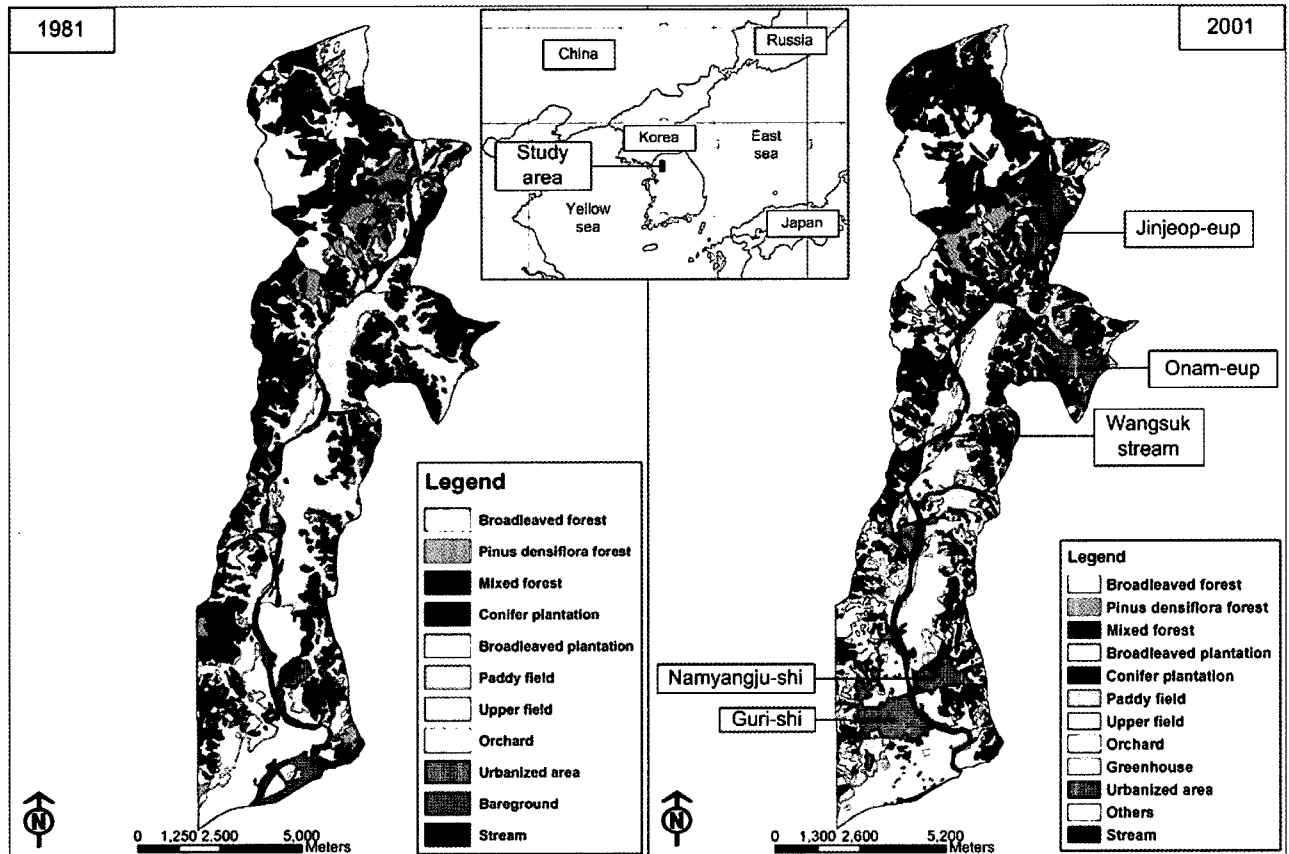 1981
China
Russia
Korea
East
sea
Study
area
Yellow
sea
Japan
2001
Jinjeop-eup
Onam-eup
Wangsuk
stream
Namyangju-shi
Guri-shi
Legend
Broadleaved forest
Pinus densiflora forest
Mixed forest
Conifer plantation
Broadleaved plantation
Paddy field
Upper field
Orchard
Urbanized area
Bareground
Stream
N
0 1,250 2,500 5,000
Meters
Legend
Broadleaved forest
Pinus densiflora forest
Mixed forest
Broadleaved plantation
Conifer plantation
Paddy field
Upper field
Orchard
Greenhouse
Urbanized area
Others
Stream
N
0 1,300 2,600 5,200
Meters